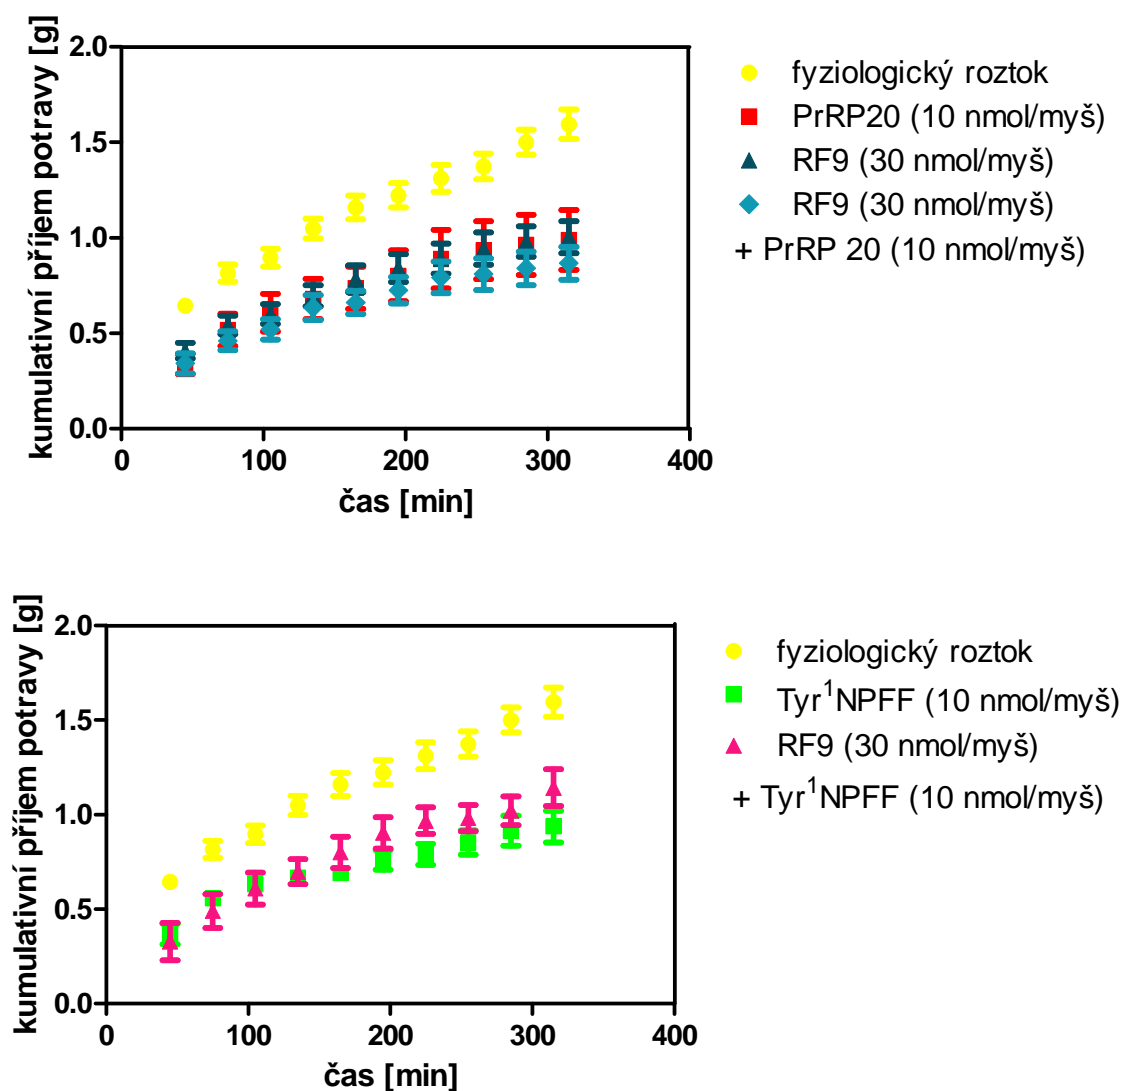 kumulativní příjem potravy [g]
2.0
1.5
1.0
0.5
0.0
0 100 200 300 400
čas [min]
fyziologický roztok
PrRP20 (10 nmol/myš)
RF9 (30 nmol/myš)
RF9 (30 nmol/myš)
+ PrRP 20 (10 nmol/myš)
kumulativní příjem potravy [g]
2.0
1.5
1.0
0.5
0.0
0 100 200 300 400
čas [min]
fyziologický roztok
Tyr¹NPFF (10 nmol/myš)
RF9 (30 nmol/myš)
+ Tyr¹NPFF (10 nmol/myš)